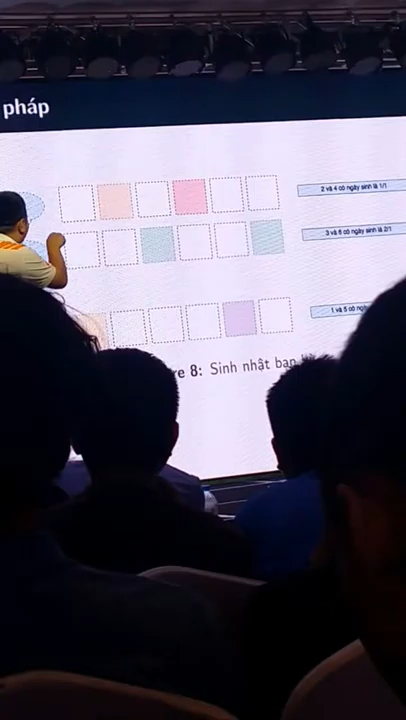 pháp
2 và 4 có ngày sinh là 1/1
3 và 6 có ngày sinh là 2/1
1 và 5 có
8: Sinh nhật bạn